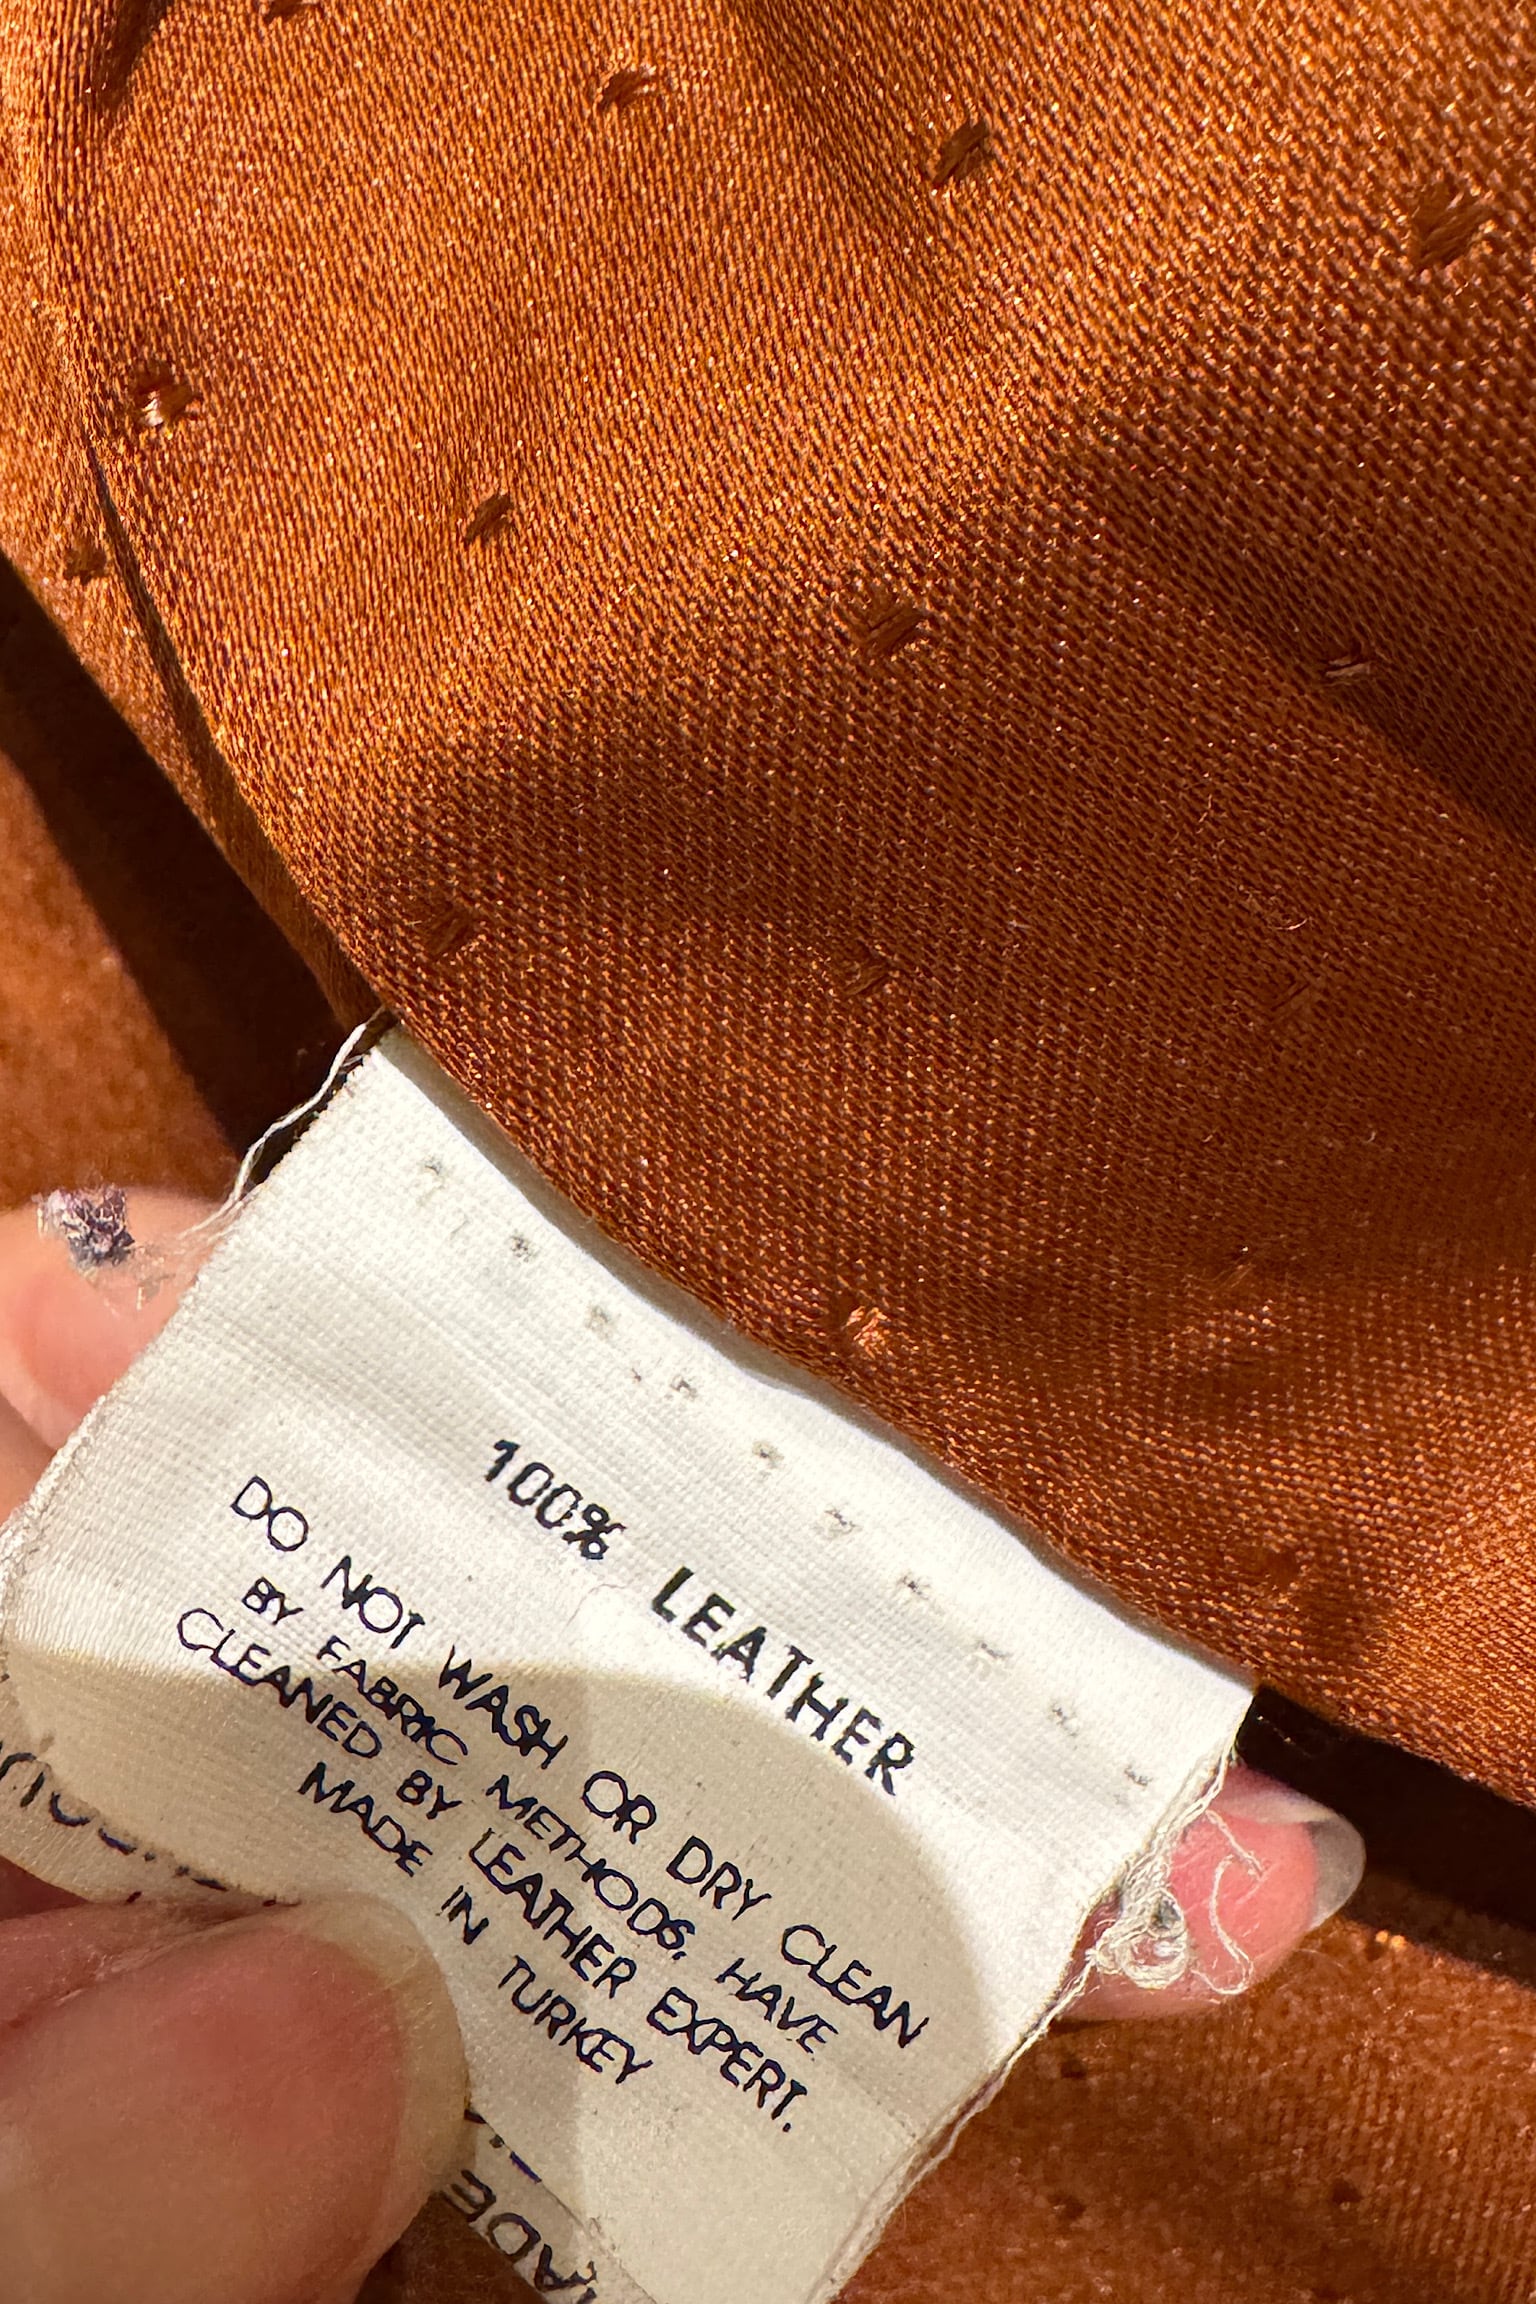 100% LEATHER
DO NOT WASH OR DRY CLEAN
BY FABRIC METHODS, HAVE
CLEANED BY LEATHER EXPERT.
MADE IN TURKEY